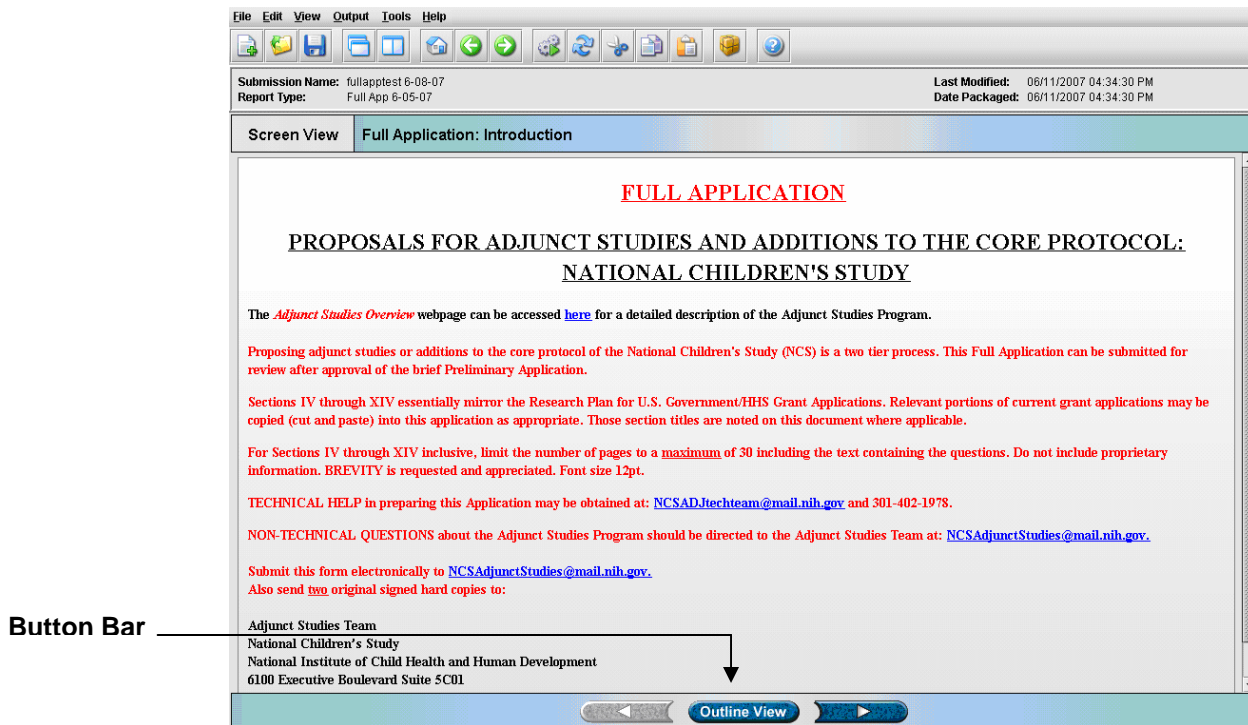 File Edit View Output Tools Help
Submission Name: fullapptest 6-08-07
Last Modified: 06/11/2007 04:34:30 PM
Report Type: Full App 6-05-07
Date Packaged: 06/11/2007 04:34:30 PM
Screen View Full Application: Introduction
FULL APPLICATION
PROPOSALS FOR ADJUNCT STUDIES AND ADDITIONS TO THE CORE PROTOCOL:
NATIONAL CHILDREN'S STUDY
The Adjunct Studies Overview webpage can be accessed here for a detailed description of the Adjunct Studies Program.
Proposing adjunct studies or additions to the core protocol of the National Children's Study (NCS) is a two tier process. This Full Application can be submitted for
review after approval of the brief Preliminary Application.
Sections IV through XIV essentially mirror the Research Plan for U.S. Government/HHS Grant Applications. Relevant portions of current grant applications may be
copied (cut and paste) into this application as appropriate. Those section titles are noted on this document where applicable.
For Sections IV through XIV inclusive, limit the number of pages to a maximum of 30 including the text containing the questions. Do not include proprietary
information. BREVITY is requested and appreciated. Font size 12pt.
TECHNICAL HELP in preparing this Application may be obtained at: NCSADJtechteam@mail.nih.gov and 301-402-1978.
NON-TECHNICAL QUESTIONS about the Adjunct Studies Program should be directed to the Adjunct Studies Team at: NCSAdjunctStudies@mail.nih.gov.
Submit this form electronically to NCSAdjunctStudies@mail.nih.gov.
Also send two original signed hard copies to:
Adjunct Studies Team
National Children's Study
National Institute of Child Health and Human Development
6100 Executive Boulevard Suite 5C01
Button Bar
Outline View